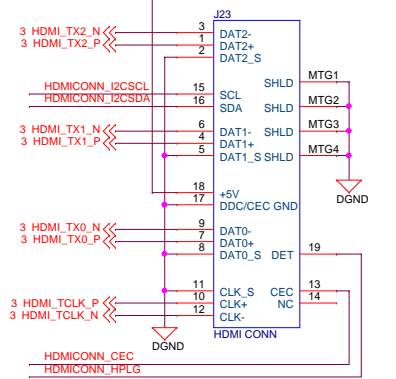 J23
3 HDMI_TX2_N 3 DAT2-
3 HDMI_TX2_P 1 DAT2+
2 DAT2_S
SHLD MTG1
HDMICONN_I2CSCL 15 SCL
HDMICONN_I2CSDA 16 SDA SHLD MTG2
3 HDMI_TX1_N 6 DAT1- SHLD MTG3
3 HDMI_TX1_P 4 DAT1+
5 DAT1_S SHLD MTG4
18 +5V
17 DDC/CEC GND
DGND
3 HDMI_TX0_N 9 DAT0-
3 HDMI_TX0_P 7 DAT0+
8 DAT0_S DET 19
11 CLK_S CEC 13
3 HDMI_TCLK_P 10 CLK+ NC 14
3 HDMI_TCLK_N 12 CLK-
HDMI CONN
DGND
HDMICONN_CEC
HDMICONN_HPLG